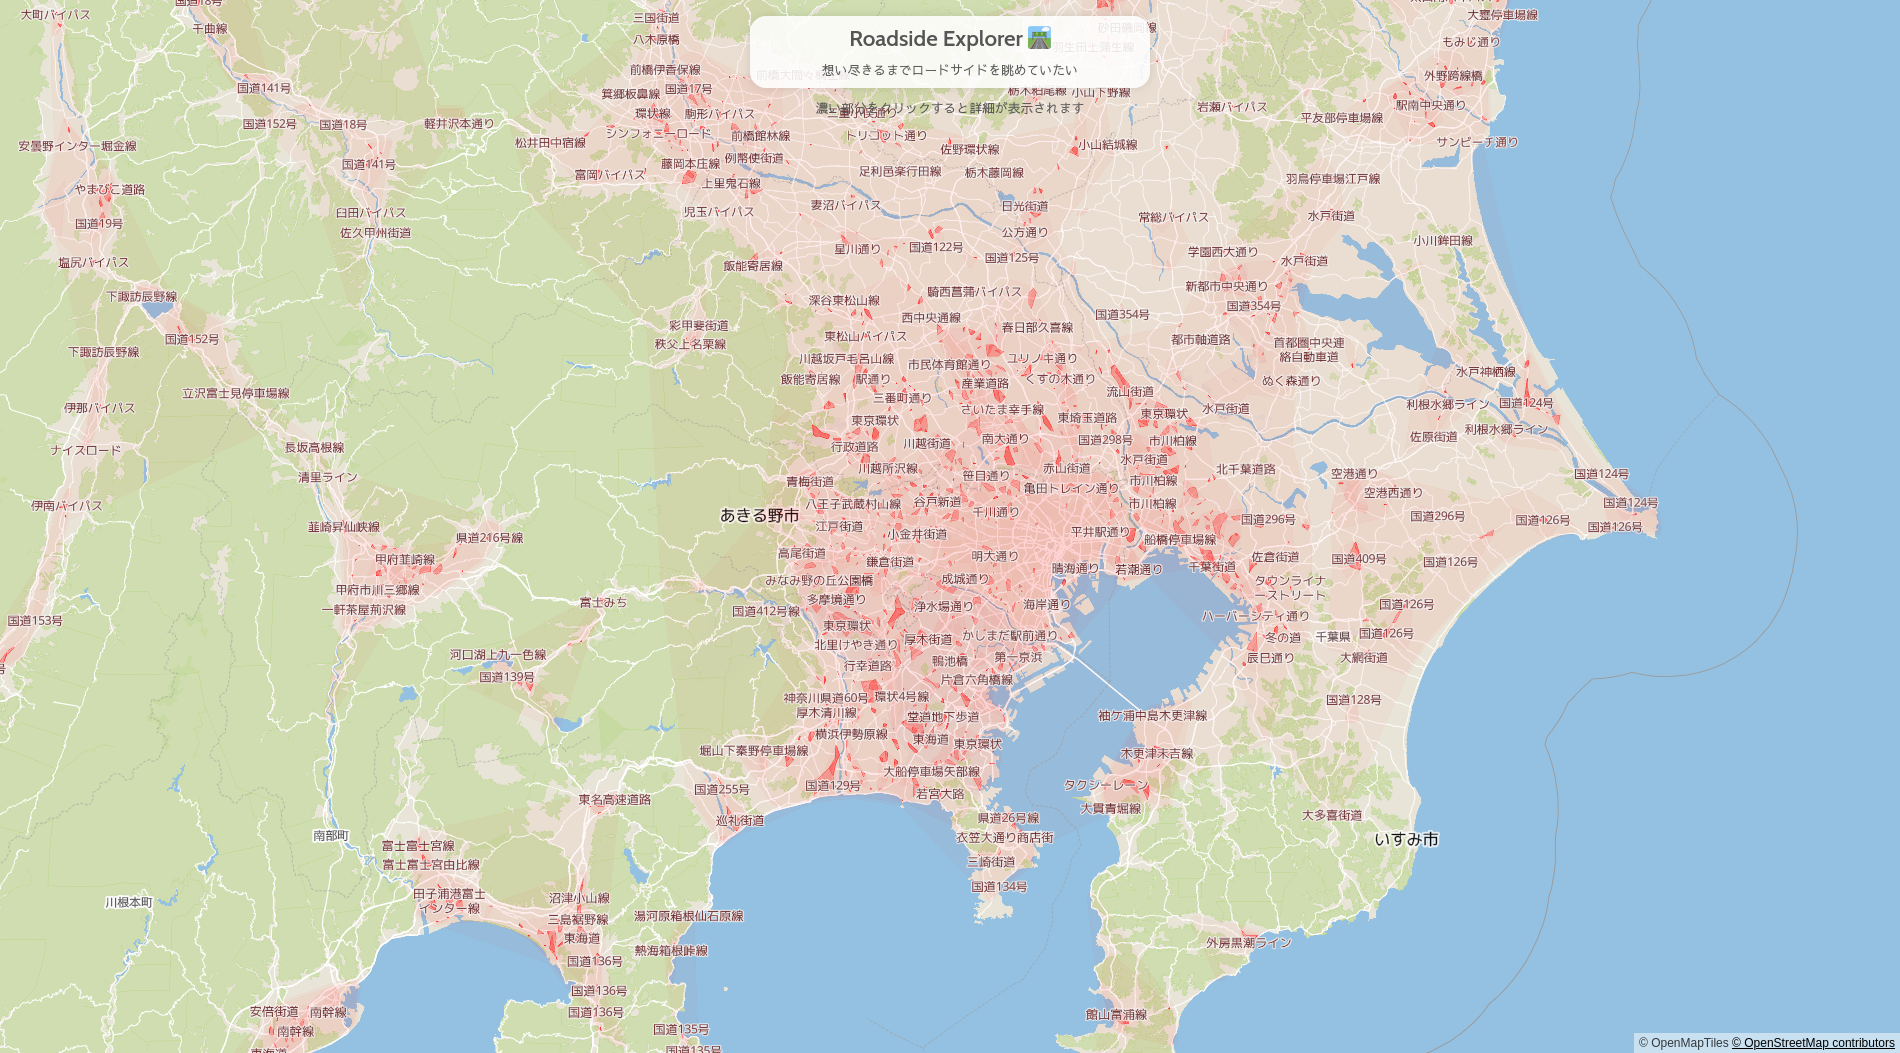 Roadside Explorer
想い尽きるまでロードサイドを眺めていたい
濃い部分をクリックすると詳細が表示されます
大町バイパス
千曲線
国道18号
三国街道
八木原橋
大甕停車場線
もみじ通り
前橋伊香保線
国道17号
国道141号
箕郷板鼻線
栃木粕尾線
小山下野線
外野跨線橋
岩瀬バイパス
駅南中央通り
環状線
駒形バイパス
三重小俣通り
平友部停車場線
国道152号
国道18号
軽井沢本通り
シンフォニーロード
前橋館林線
トリコット通り
安曇野インター堀金線
松井田中宿線
佐野環状線
小山結城線
サンビーチ通り
国道141号
藤岡本庄線
例幣使街道
富岡バイパス
足利邑楽行田線
栃木藤岡線
羽鳥停車場江戸線
やまびこ道路
上里鬼石線
妻沼バイパス
日光街道
国道19号
臼田バイパス
児玉バイパス
常総バイパス
水戸街道
佐久甲州街道
公方通り
小川鉾田線
星川通り
国道122号
国道125号
学園西大通り
水戸街道
塩尻バイパス
飯能寄居線
新都市中央通り
下諏訪辰野線
深谷東松山線
騎西菖蒲バイパス
国道354号
西中央通線
国道354号
彩甲斐街道
春日部久喜線
国道152号
秩父上名栗線
東松山バイパス
都市軸道路
首都圏中央連
絡自動車道
下諏訪辰野線
川越坂戸毛呂山線
市民体育館通り
ユリノキ通り
水戸神栖線
飯能寄居線
駅通り
産業道路
くすの木通り
ぬく森通り
立沢富士見停車場線
三番町通り
流山街道
伊那バイパス
さいたま幸手線
東埼玉道路
東京環状
水戸街道
利根水郷ライン
国道124号
東京環状
長坂高根線
行政道路
川越街道
南大通り
国道298号
市川柏線
佐原街道
利根水郷ライン
ナイスロード
川越所沢線
赤山街道
水戸街道
北千葉道路
空港通り
国道124号
清里ライン
青梅街道
笹目通り
亀田トレイン通り
市川柏線
空港西通り
伊南バイパス
八王子武蔵村山線
谷戸新道
千川通り
市川柏線
国道124号
韮崎昇仙峡線
あきる野市
江戸街道
国道296号
国道296号
国道126号
国道126号
県道216号線
小金井街道
平井駅通り
船橋停車場線
甲府韮崎線
高尾街道
鎌倉街道
明大通り
晴海通り
若潮通り
千葉街道
佐倉街道
国道409号
国道126号
甲府市川三郷線
みなみ野の丘公園橋
成城通り
タウンライナ
ーストリート
一軒茶屋荊沢線
富士みち
国道412号線
多摩境通り
浄水場通り
海岸通り
国道126号
国道153号
東京環状
ハーバーシティ通り
北里けやき通り
厚木街道
かしまだ駅前通り
冬の道
千葉県
国道126号
河口湖上九一色線
行幸道路
鴨池橋
第一京浜
辰巳通り
大網街道
国道139号
片倉六角橋線
神奈川県道60号
環状4号線
国道128号
厚木清川線
堂道地下歩道
袖ケ浦中島木更津線
横浜伊勢原線
東海道
東京環状
堀山下秦野停車場線
木更津末吉線
大船停車場矢部線
国道255号
国道129号
タクシーレーン
東名高速道路
若宮大路
大貫青堀線
巡礼街道
県道26号線
大多喜街道
南部町
富士富士宮線
衣笠大通り商店街
いすみ市
富士富士宮由比線
三崎街道
田子浦港富士
インター線
沼津小山線
国道134号
川根本町
三島裾野線
湯河原箱根仙石原線
東海道
熱海箱根峠線
外房黒潮ライン
国道136号
国道136号
安倍街道
南幹線
国道136号
館山富浦線
南幹線
国道135号
東海道
国道135号
© OpenMapTiles © OpenStreetMap contributors